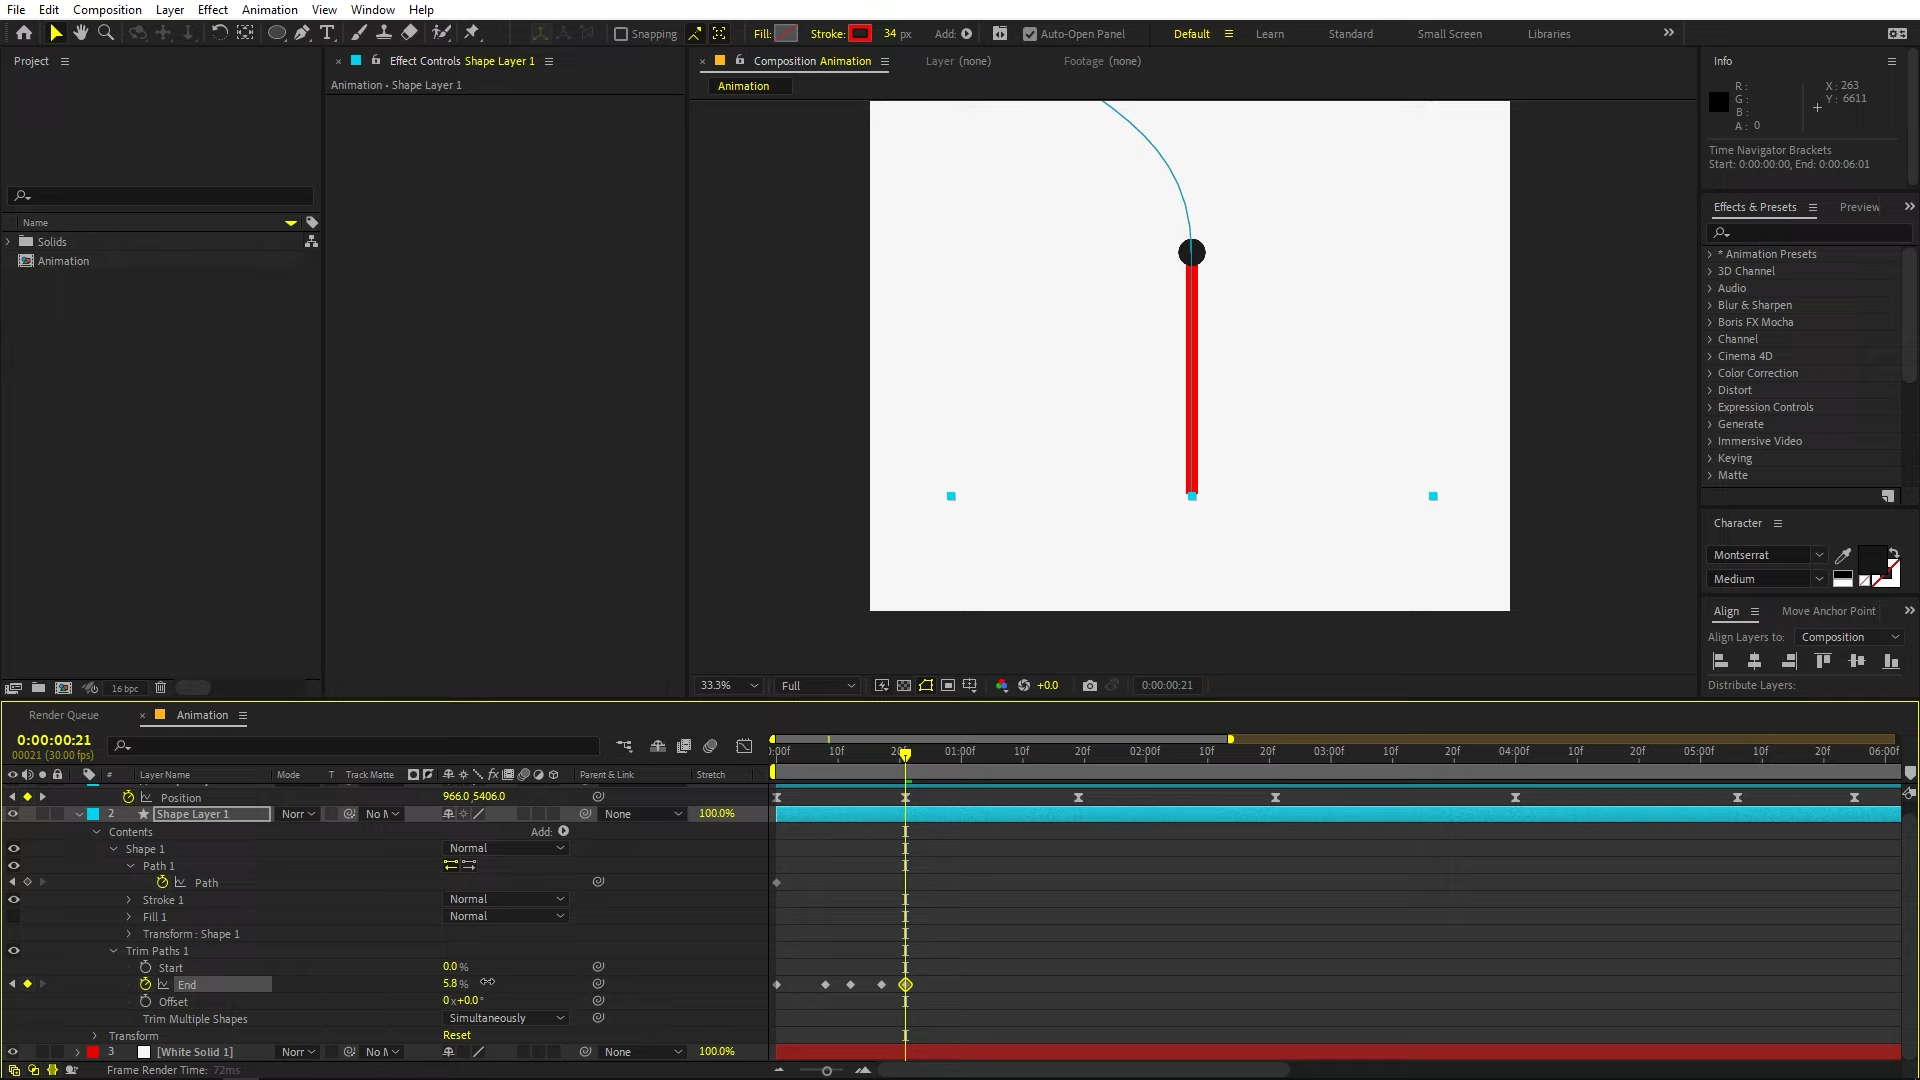 File Edit Composition Layer Effect Animation View Window Help
Snapping Fill: Stroke: 34 px Add: Auto-Open Panel Default Learn Standard Small Screen Libraries »
Project
Effect Controls Shape Layer 1
Animation • Shape Layer 1
Composition Animation Layer (none) Footage (none)
Animation
Info
R :
G :
B :
A : 0
X : 263
Y : 6611
Time Navigator Brackets
Start: 0:00:00:00, End: 0:00:06:01
Name
Solids
Animation
16 bpc
Effects & Presets Preview
* Animation Presets
3D Channel
Audio
Blur & Sharpen
Boris FX Mocha
Channel
Cinema 4D
Color Correction
Distort
Expression Controls
Generate
Immersive Video
Keying
Matte
Character
Montserrat
Medium
Align Move Anchor Point
Align Layers to: Composition
Distribute Layers:
33.3% Full +0.0 0:00:00:21
Render Queue Animation
0:00:00:21
00021 (30.00 fps)
:00f 10f 20f 01:00f 10f 20f 02:00f 10f 20f 03:00f 10f 20f 04:00f 10f 20f 05:00f 10f 20f 06:00f
# Layer Name Mode T Track Matte fx Parent & Link Stretch
Position 966.0,5406.0
2 Shape Layer 1 Norr No M None 100.0%
Contents Add:
Shape 1 Normal
Path 1
Path
Stroke 1 Normal
Fill 1 Normal
Transform : Shape 1
Trim Paths 1
Start 0.0 %
End 5.8 %
Offset 0 x+0.0 °
Trim Multiple Shapes Simultaneously
Transform Reset
3 [White Solid 1] Norr No M None 100.0%
Frame Render Time: 72ms